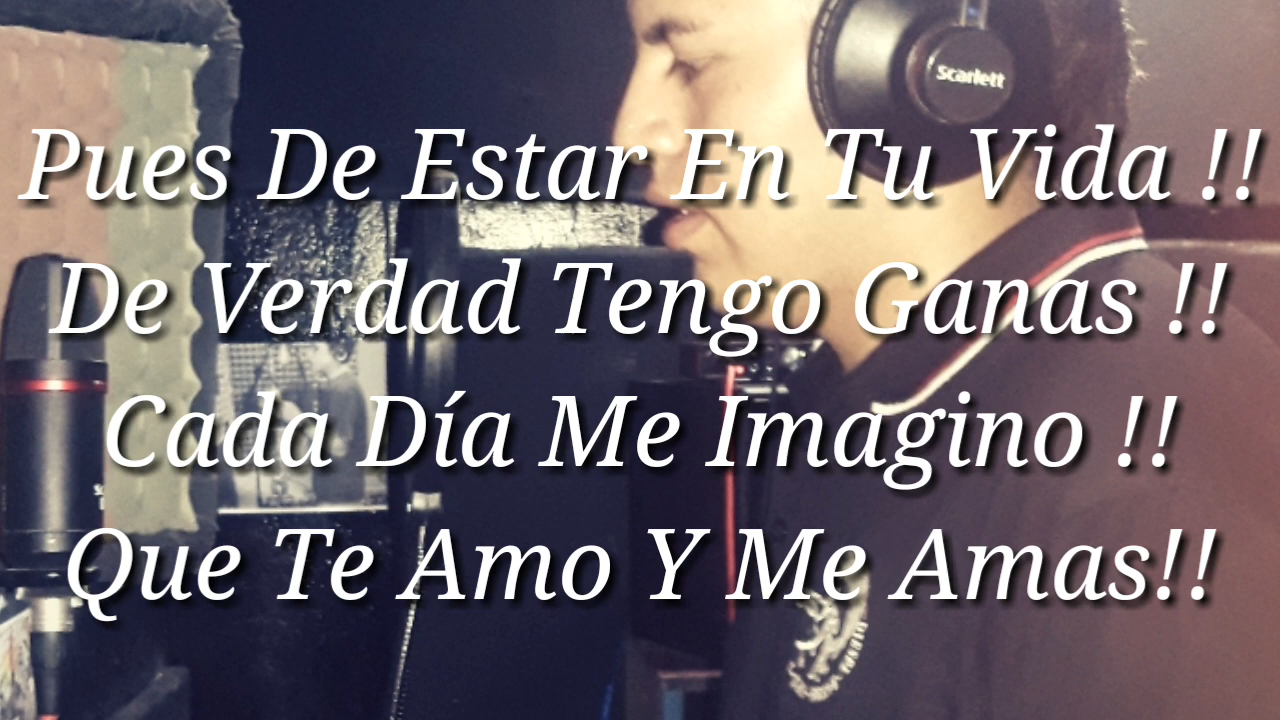 Scarlett
Pues De Estar En Tu Vida !!
De Verdad Tengo Ganas !!
Cada Día Me Imagino !!
Que Te Amo Y Me Amas!!